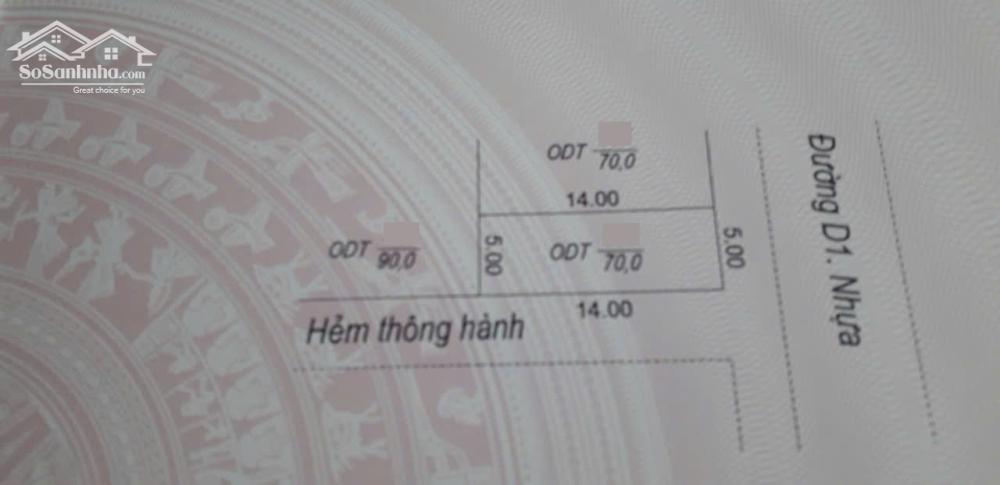 SoSanhnha.com
Great choice for you
ODT 70,0
14.00
ODT 90,0
5.00
ODT 70,0
5.00
14.00
Hẻm thông hành
Đường D1. Nhựa